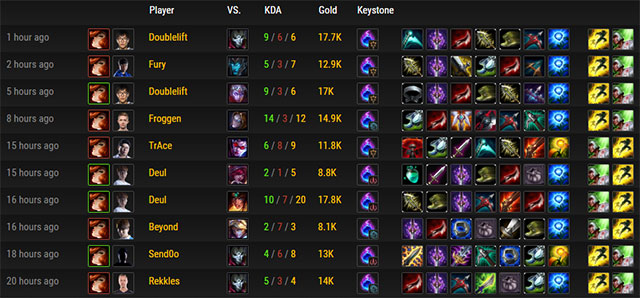 Player VS. KDA Gold Keystone
1 hour ago Doublelift 9 / 6 / 6 17.7K
2 hours ago Fury 5 / 3 / 7 12.9K
5 hours ago Doublelift 9 / 3 / 6 17K
8 hours ago Froggen 14 / 3 / 12 14.9K
15 hours ago TrAce 6 / 8 / 9 11.8K
15 hours ago Deul 2 / 1 / 5 8.8K
16 hours ago Deul 10 / 7 / 20 17.8K
16 hours ago Beyond 2 / 7 / 3 8.1K
18 hours ago Send0o 4 / 6 / 8 13K
20 hours ago Rekkles 5 / 3 / 4 14K